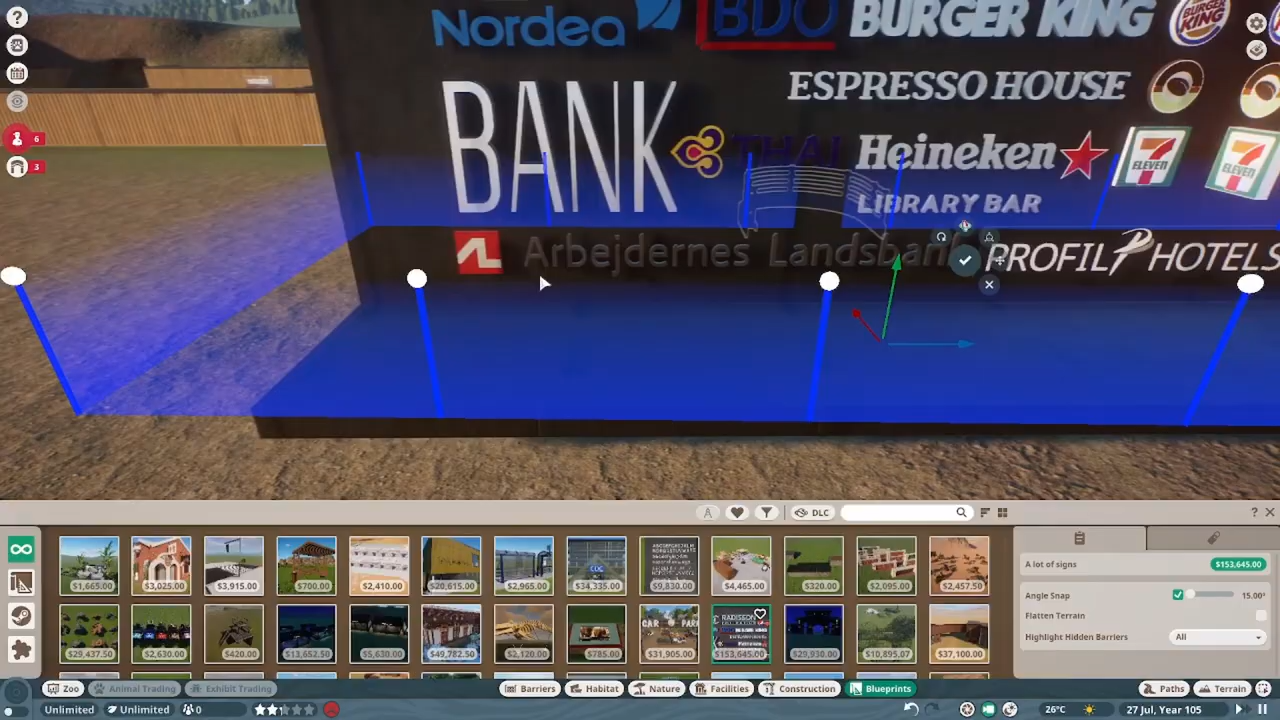 ?
Nordea
BDO
BURGER KING
BURGER KING
ESPRESSO HOUSE
BANK
THAI
Heineken
7 ELEVEN
7 ELEVEN
LIBRARY BAR
Arbejdernes Landsbank
PROFIL HOTELS
6
3
DLC
? ×
$1,665.00 $3,025.00 $3,915.00 $700.00 $2,410.00 $20,615.00 $2,965.00 $34,335.00 $9,830.00 $4,465.00 $320.00 $2,095.00 $2,457.50
A lot of signs $153,645.00
Angle Snap 15.00°
Flatten Terrain
Highlight Hidden Barriers All
CAR PARK
RADISSON
$29,437.50 $2,630.00 $420.00 $13,652.50 $5,630.00 $49,782.50 $2,120.00 $785.00 $31,905.00 $153,645.00 $29,930.00 $10,895.07 $37,100.00
Zoo Animal Trading Exhibit Trading Barriers Habitat Nature Facilities Construction Blueprints Paths Terrain
Unlimited Unlimited 0 26°C 27 Jul, Year 105